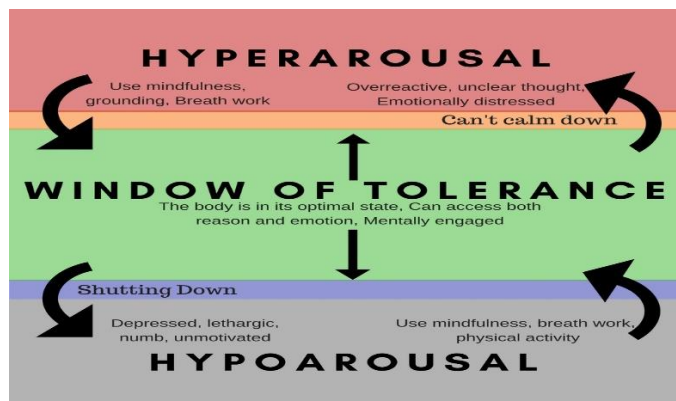 HYPERAROUSAL
Use mindfulness,
grounding, Breath work
Overreactive, unclear thought,
Emotionally distressed
Can't calm down
WINDOW OF TOLERANCE
The body is in its optimal state, Can access both
reason and emotion, Mentally engaged
Shutting Down
Depressed, lethargic,
numb, unmotivated
Use mindfulness, breath work,
physical activity
HYPOAROUSAL